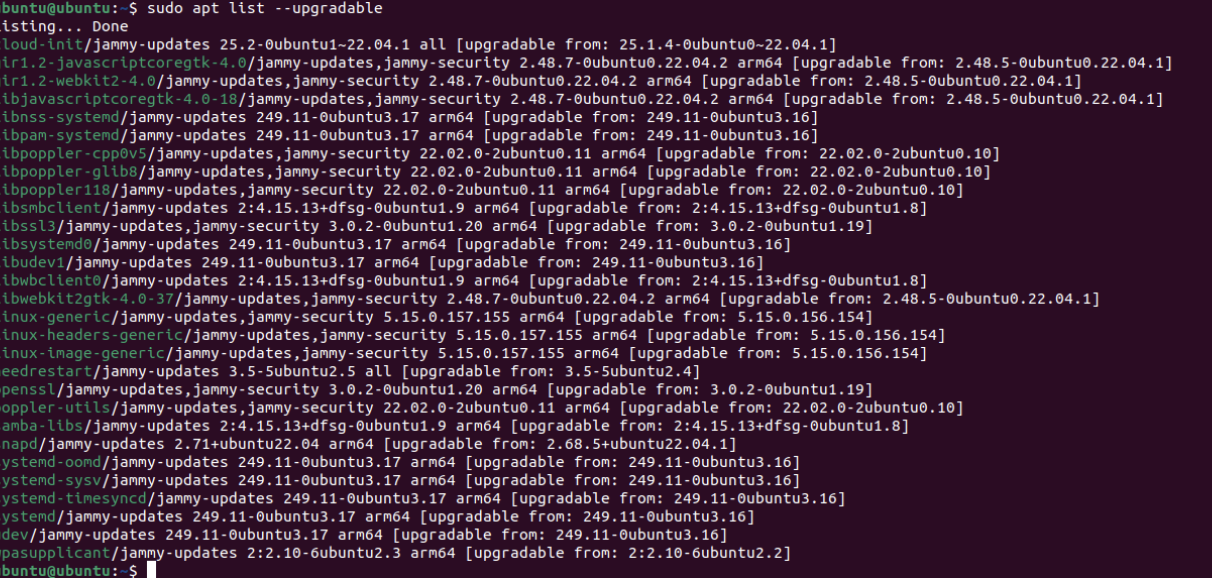 ubuntu@ubuntu:~$ sudo apt list --upgradable
isting... Done
loud-init/jammy-updates 25.2-0ubuntu1~22.04.1 all [upgradable from: 25.1.4-0ubuntu0~22.04.1]
gir1.2-javascriptcoregtk-4.0/jammy-updates,jammy-security 2.48.7-0ubuntu0.22.04.2 arm64 [upgradable from: 2.48.5-0ubuntu0.22.04.1]
gir1.2-webkit2-4.0/jammy-updates,jammy-security 2.48.7-0ubuntu0.22.04.2 arm64 [upgradable from: 2.48.5-0ubuntu0.22.04.1]
ibjavascriptcoregtk-4.0-18/jammy-updates,jammy-security 2.48.7-0ubuntu0.22.04.2 arm64 [upgradable from: 2.48.5-0ubuntu0.22.04.1]
ibnss-systemd/jammy-updates 249.11-0ubuntu3.17 arm64 [upgradable from: 249.11-0ubuntu3.16]
ibpam-systemd/jammy-updates 249.11-0ubuntu3.17 arm64 [upgradable from: 249.11-0ubuntu3.16]
ibpoppler-cpp0v5/jammy-updates,jammy-security 22.02.0-2ubuntu0.11 arm64 [upgradable from: 22.02.0-2ubuntu0.10]
ibpoppler-glib8/jammy-updates,jammy-security 22.02.0-2ubuntu0.11 arm64 [upgradable from: 22.02.0-2ubuntu0.10]
ibpoppler118/jammy-updates,jammy-security 22.02.0-2ubuntu0.11 arm64 [upgradable from: 22.02.0-2ubuntu0.10]
ibsmbclient/jammy-updates 2:4.15.13+dfsg-0ubuntu1.9 arm64 [upgradable from: 2:4.15.13+dfsg-0ubuntu1.8]
ibssl3/jammy-updates,jammy-security 3.0.2-0ubuntu1.20 arm64 [upgradable from: 3.0.2-0ubuntu1.19]
ibsystemd0/jammy-updates 249.11-0ubuntu3.17 arm64 [upgradable from: 249.11-0ubuntu3.16]
ibudev1/jammy-updates 249.11-0ubuntu3.17 arm64 [upgradable from: 249.11-0ubuntu3.16]
ibwbclient0/jammy-updates 2:4.15.13+dfsg-0ubuntu1.9 arm64 [upgradable from: 2:4.15.13+dfsg-0ubuntu1.8]
ibwebkit2gtk-4.0-37/jammy-updates,jammy-security 2.48.7-0ubuntu0.22.04.2 arm64 [upgradable from: 2.48.5-0ubuntu0.22.04.1]
inux-generic/jammy-updates,jammy-security 5.15.0.157.155 arm64 [upgradable from: 5.15.0.156.154]
inux-headers-generic/jammy-updates,jammy-security 5.15.0.157.155 arm64 [upgradable from: 5.15.0.156.154]
inux-image-generic/jammy-updates,jammy-security 5.15.0.157.155 arm64 [upgradable from: 5.15.0.156.154]
needrestart/jammy-updates 3.5-5ubuntu2.5 all [upgradable from: 3.5-5ubuntu2.4]
openssl/jammy-updates,jammy-security 3.0.2-0ubuntu1.20 arm64 [upgradable from: 3.0.2-0ubuntu1.19]
poppler-utils/jammy-updates,jammy-security 22.02.0-2ubuntu0.11 arm64 [upgradable from: 22.02.0-2ubuntu0.10]
amba-libs/jammy-updates 2:4.15.13+dfsg-0ubuntu1.9 arm64 [upgradable from: 2:4.15.13+dfsg-0ubuntu1.8]
napd/jammy-updates 2.71+ubuntu22.04 arm64 [upgradable from: 2.68.5+ubuntu22.04.1]
ystemd-oomd/jammy-updates 249.11-0ubuntu3.17 arm64 [upgradable from: 249.11-0ubuntu3.16]
ystemd-sysv/jammy-updates 249.11-0ubuntu3.17 arm64 [upgradable from: 249.11-0ubuntu3.16]
ystemd-timesyncd/jammy-updates 249.11-0ubuntu3.17 arm64 [upgradable from: 249.11-0ubuntu3.16]
ystemd/jammy-updates 249.11-0ubuntu3.17 arm64 [upgradable from: 249.11-0ubuntu3.16]
udev/jammy-updates 249.11-0ubuntu3.17 arm64 [upgradable from: 249.11-0ubuntu3.16]
wpasupplicant/jammy-updates 2:2.10-6ubuntu2.3 arm64 [upgradable from: 2:2.10-6ubuntu2.2]
ubuntu@ubuntu:~$